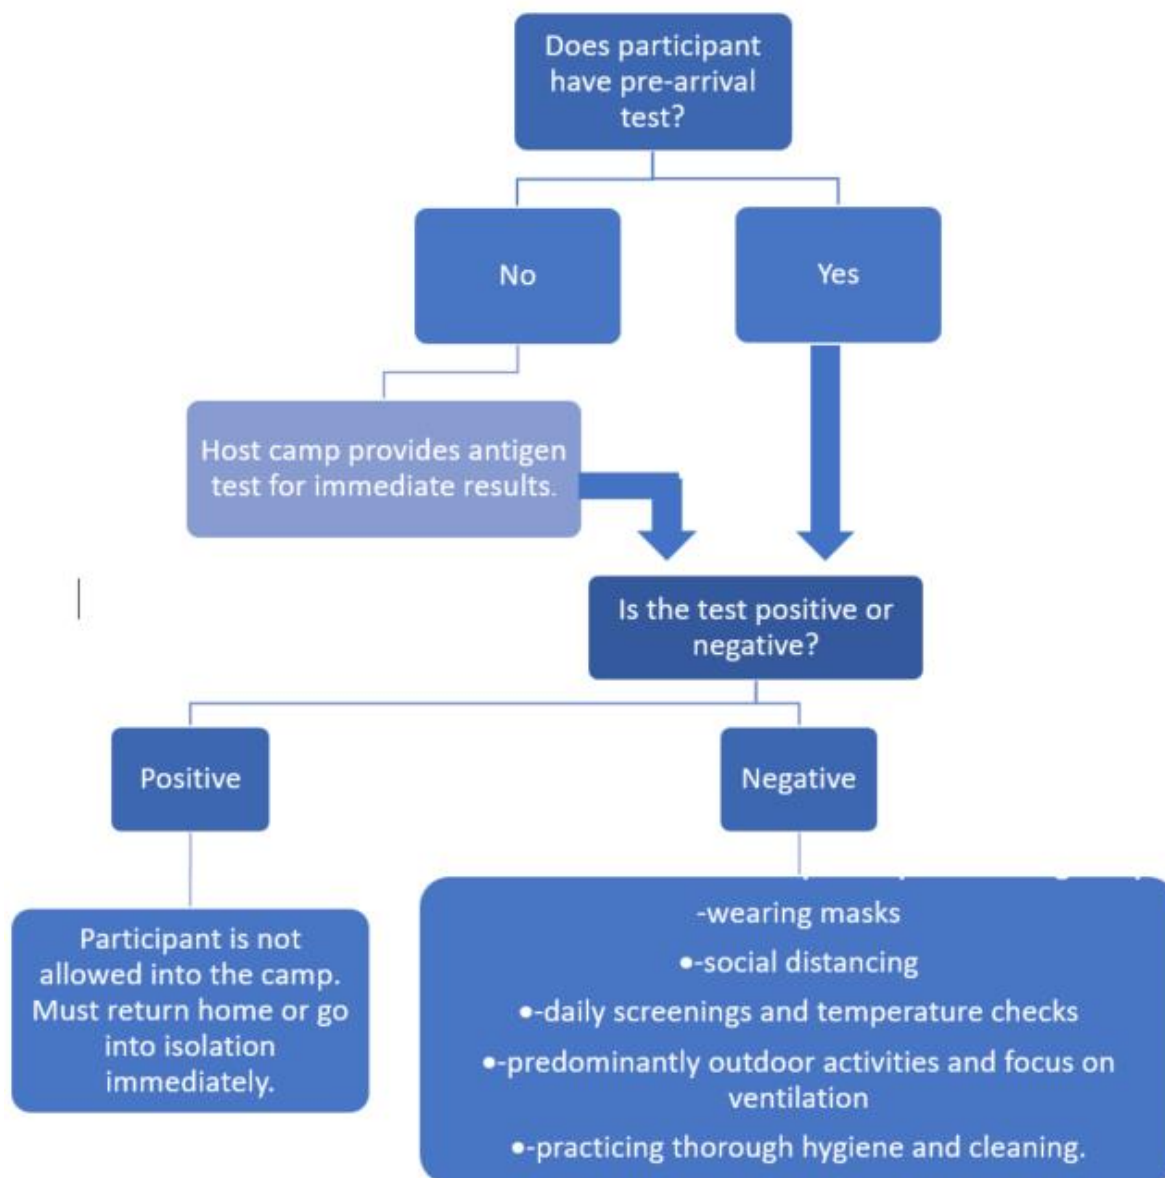 Does participant
have pre-arrival
test?
No
Yes
Host camp provides antigen
test for immediate results.
Is the test positive or
negative?
Positive
Negative
Participant is not
allowed into the camp.
Must return home or go
into isolation
immediately.
-wearing masks
•-social distancing
•-daily screenings and temperature checks
•-predominantly outdoor activities and focus on
ventilation
•-practicing thorough hygiene and cleaning.